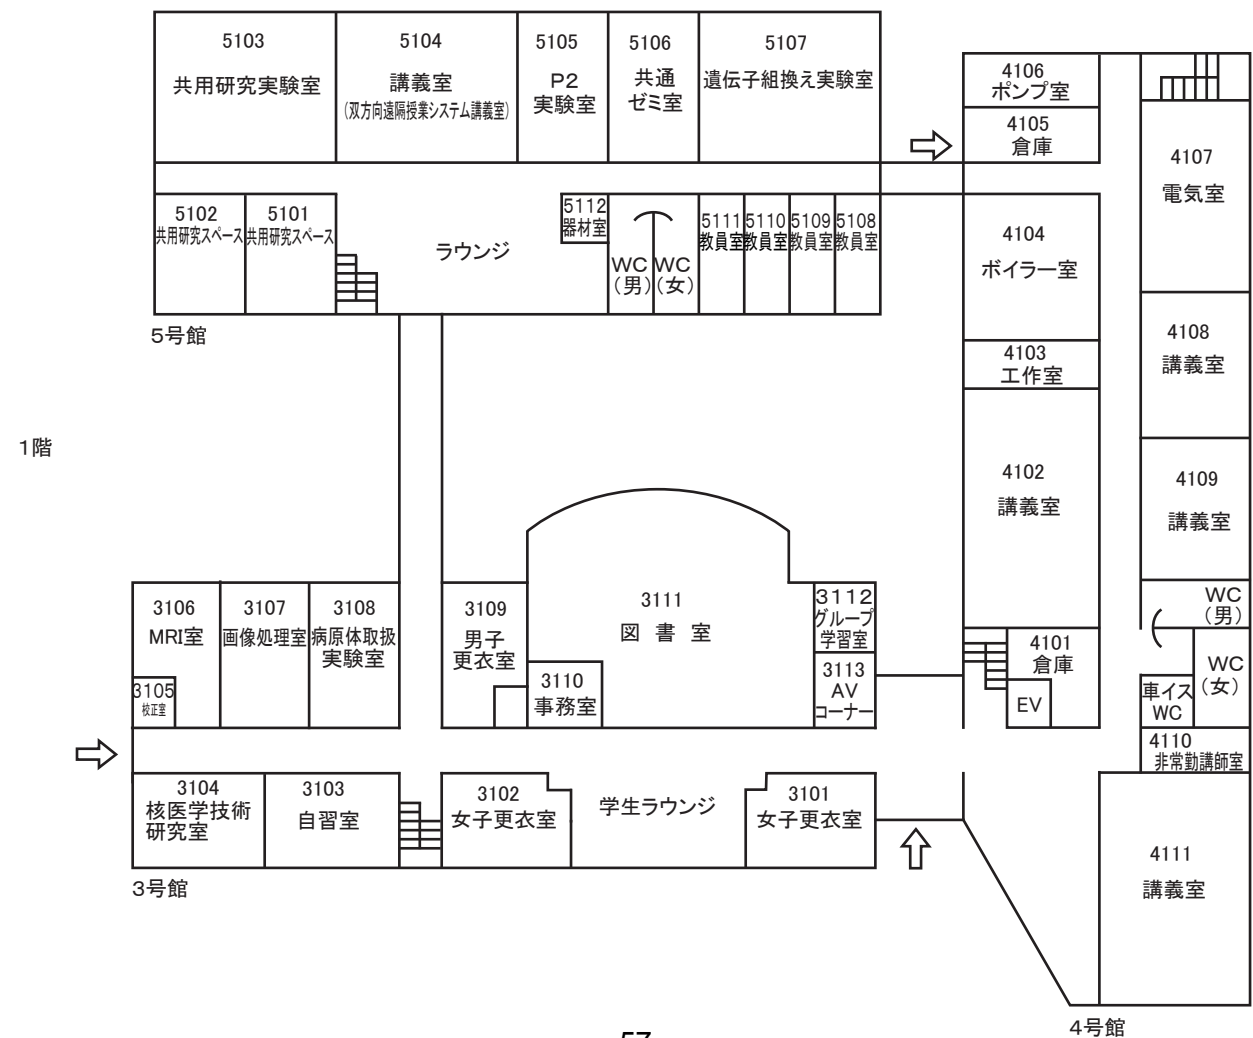 5103
共用研究実験室
5104
講義室
(双方向遠隔授業システム講義室)
5105
P2
実験室
5106
共通
ゼミ室
5107
遺伝子組換え実験室
4106
ポンプ室
4105
倉庫
4107
電気室
5102
共用研究スペース
5101
共用研究スペース
ラウンジ
5112
器材室
WC
(男)
WC
(女)
5111
教員室
5110
教員室
5109
教員室
5108
教員室
4104
ボイラー室
5号館
4103
工作室
4108
講義室
1階
4102
講義室
4109
講義室
3106
MRI室
3105
校正室
3107
画像処理室
3108
病原体取扱
実験室
3109
男子
更衣室
3110
事務室
3111
図 書 室
3112
グループ
学習室
3113
AV
コーナー
4101
倉庫
EV
WC
(男)
WC
(女)
車イス
WC
4110
非常勤講師室
3104
核医学技術
研究室
3103
自習室
3102
女子更衣室
学生ラウンジ
3101
女子更衣室
4111
講義室
3号館
4号館
57